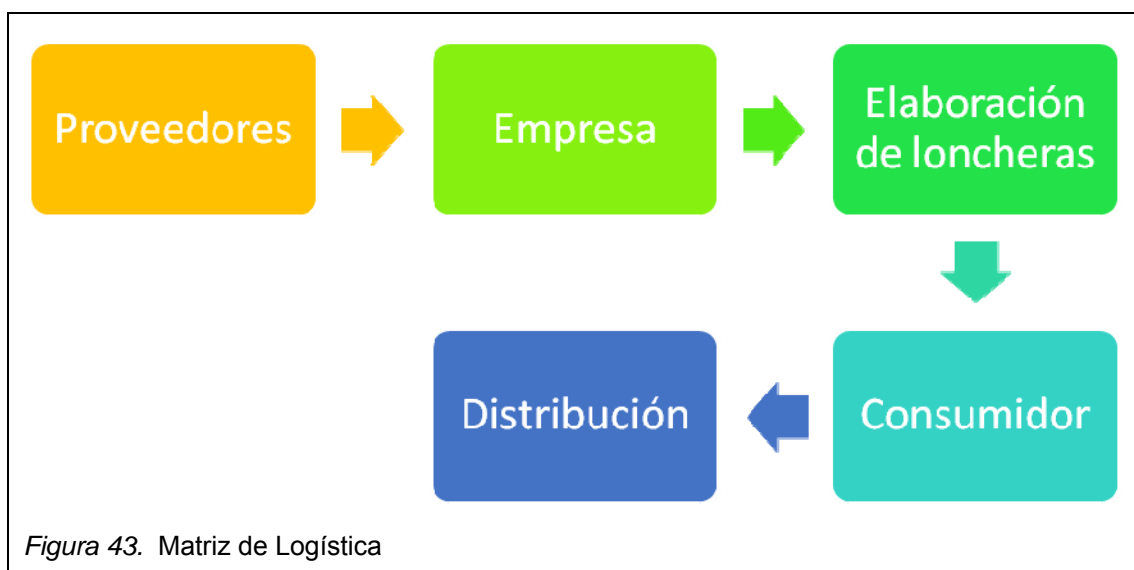 Proveedores
Empresa
Elaboración
de loncheras
Consumidor
Distribución
Figura 43. Matriz de Logística